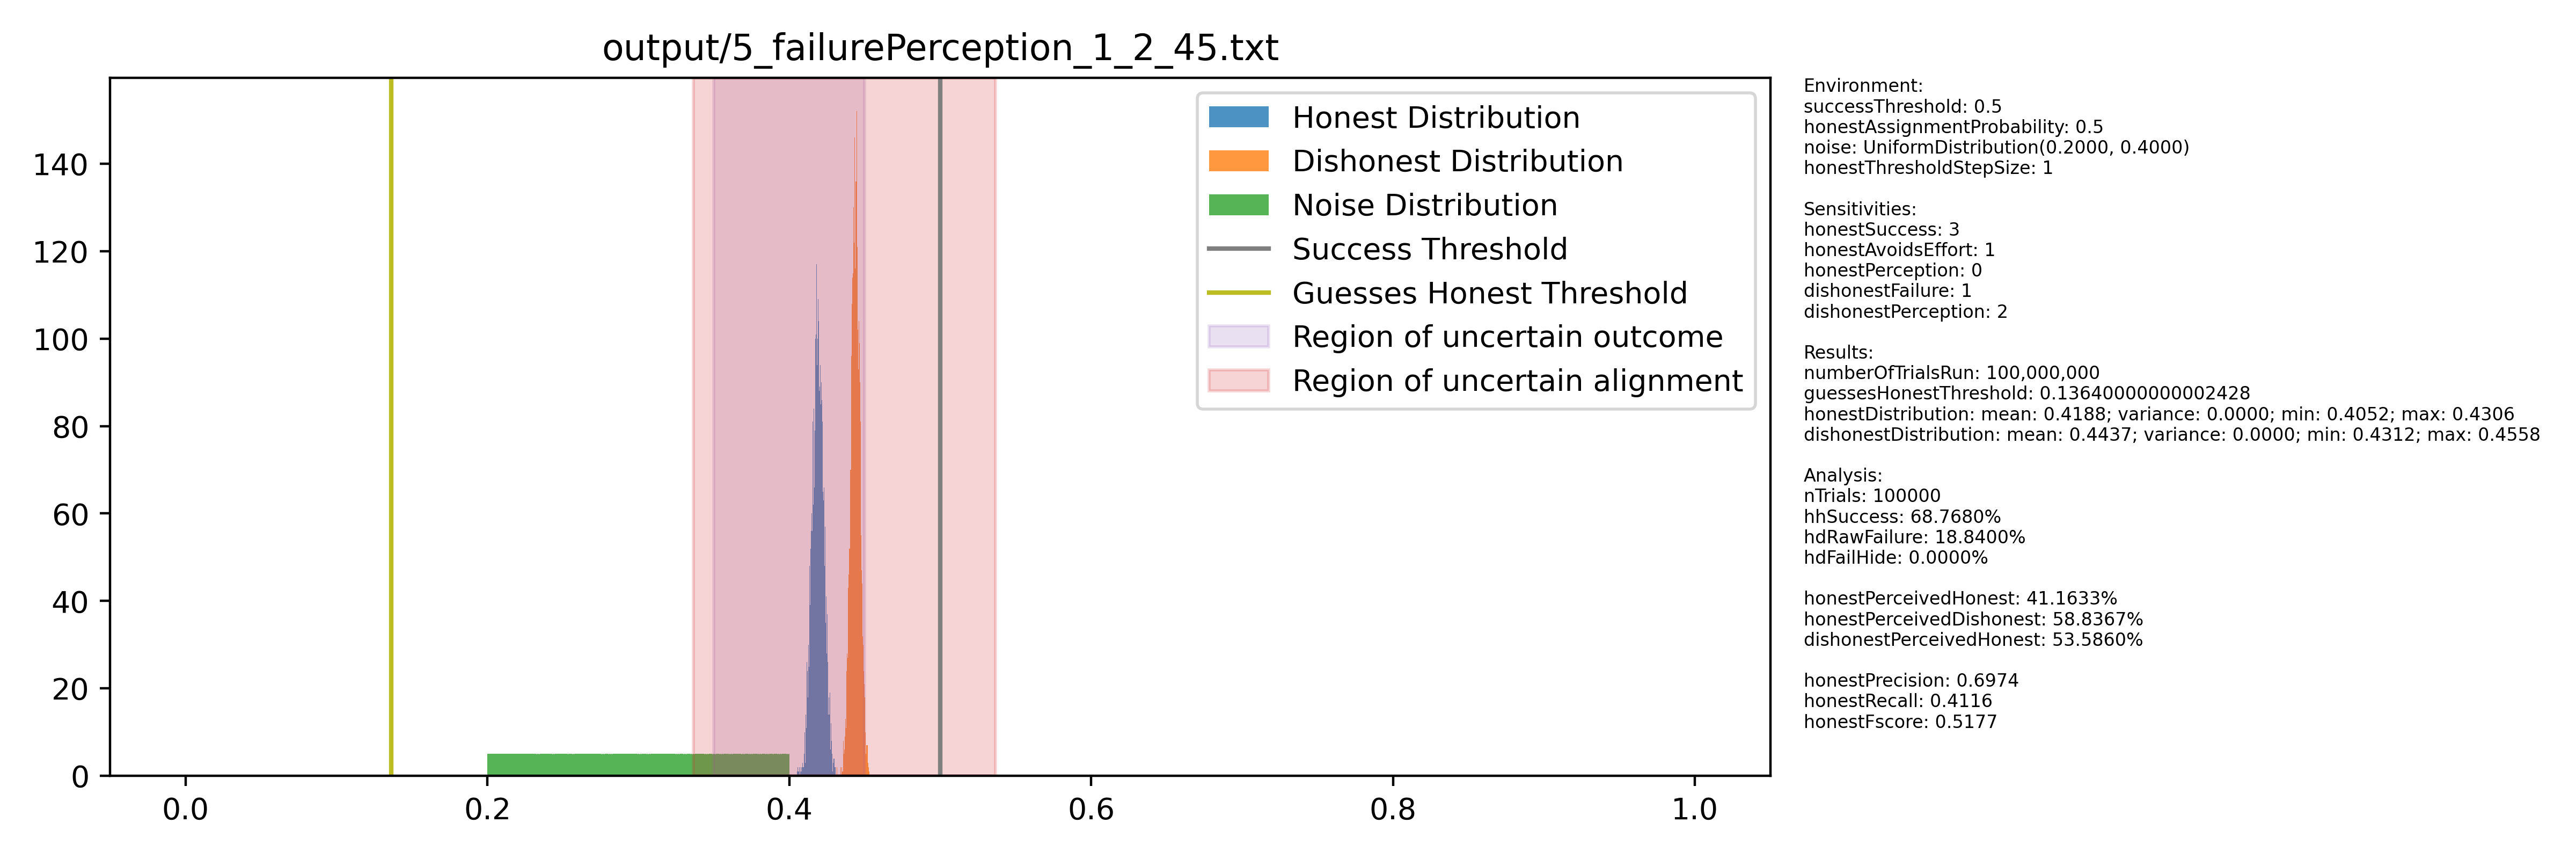 output/5_failurePerception_1_2_45.txt
140
120
100
80
60
40
20
0
0.0
0.2
0.4
0.6
0.8
1.0
Honest Distribution
Dishonest Distribution
Noise Distribution
Success Threshold
Guesses Honest Threshold
Region of uncertain outcome
Region of uncertain alignment
Environment:
successThreshold: 0.5
honestAssignmentProbability: 0.5
noise: UniformDistribution(0.2000, 0.4000)
honestThresholdStepSize: 1
Sensitivities:
honestSuccess: 3
honestAvoidsEffort: 1
honestPerception: 0
dishonestFailure: 1
dishonestPerception: 2
Results:
numberOfTrialsRun: 100,000,000
guessesHonestThreshold: 0.13640000000002428
honestDistribution: mean: 0.4188; variance: 0.0000; min: 0.4052; max: 0.4306
dishonestDistribution: mean: 0.4437; variance: 0.0000; min: 0.4312; max: 0.4558
Analysis:
nTrials: 100000
hhSuccess: 68.7680%
hdRawFailure: 18.8400%
hdFailHide: 0.0000%
honestPerceivedHonest: 41.1633%
honestPerceivedDishonest: 58.8367%
dishonestPerceivedHonest: 53.5860%
honestPrecision: 0.6974
honestRecall: 0.4116
honestFscore: 0.5177